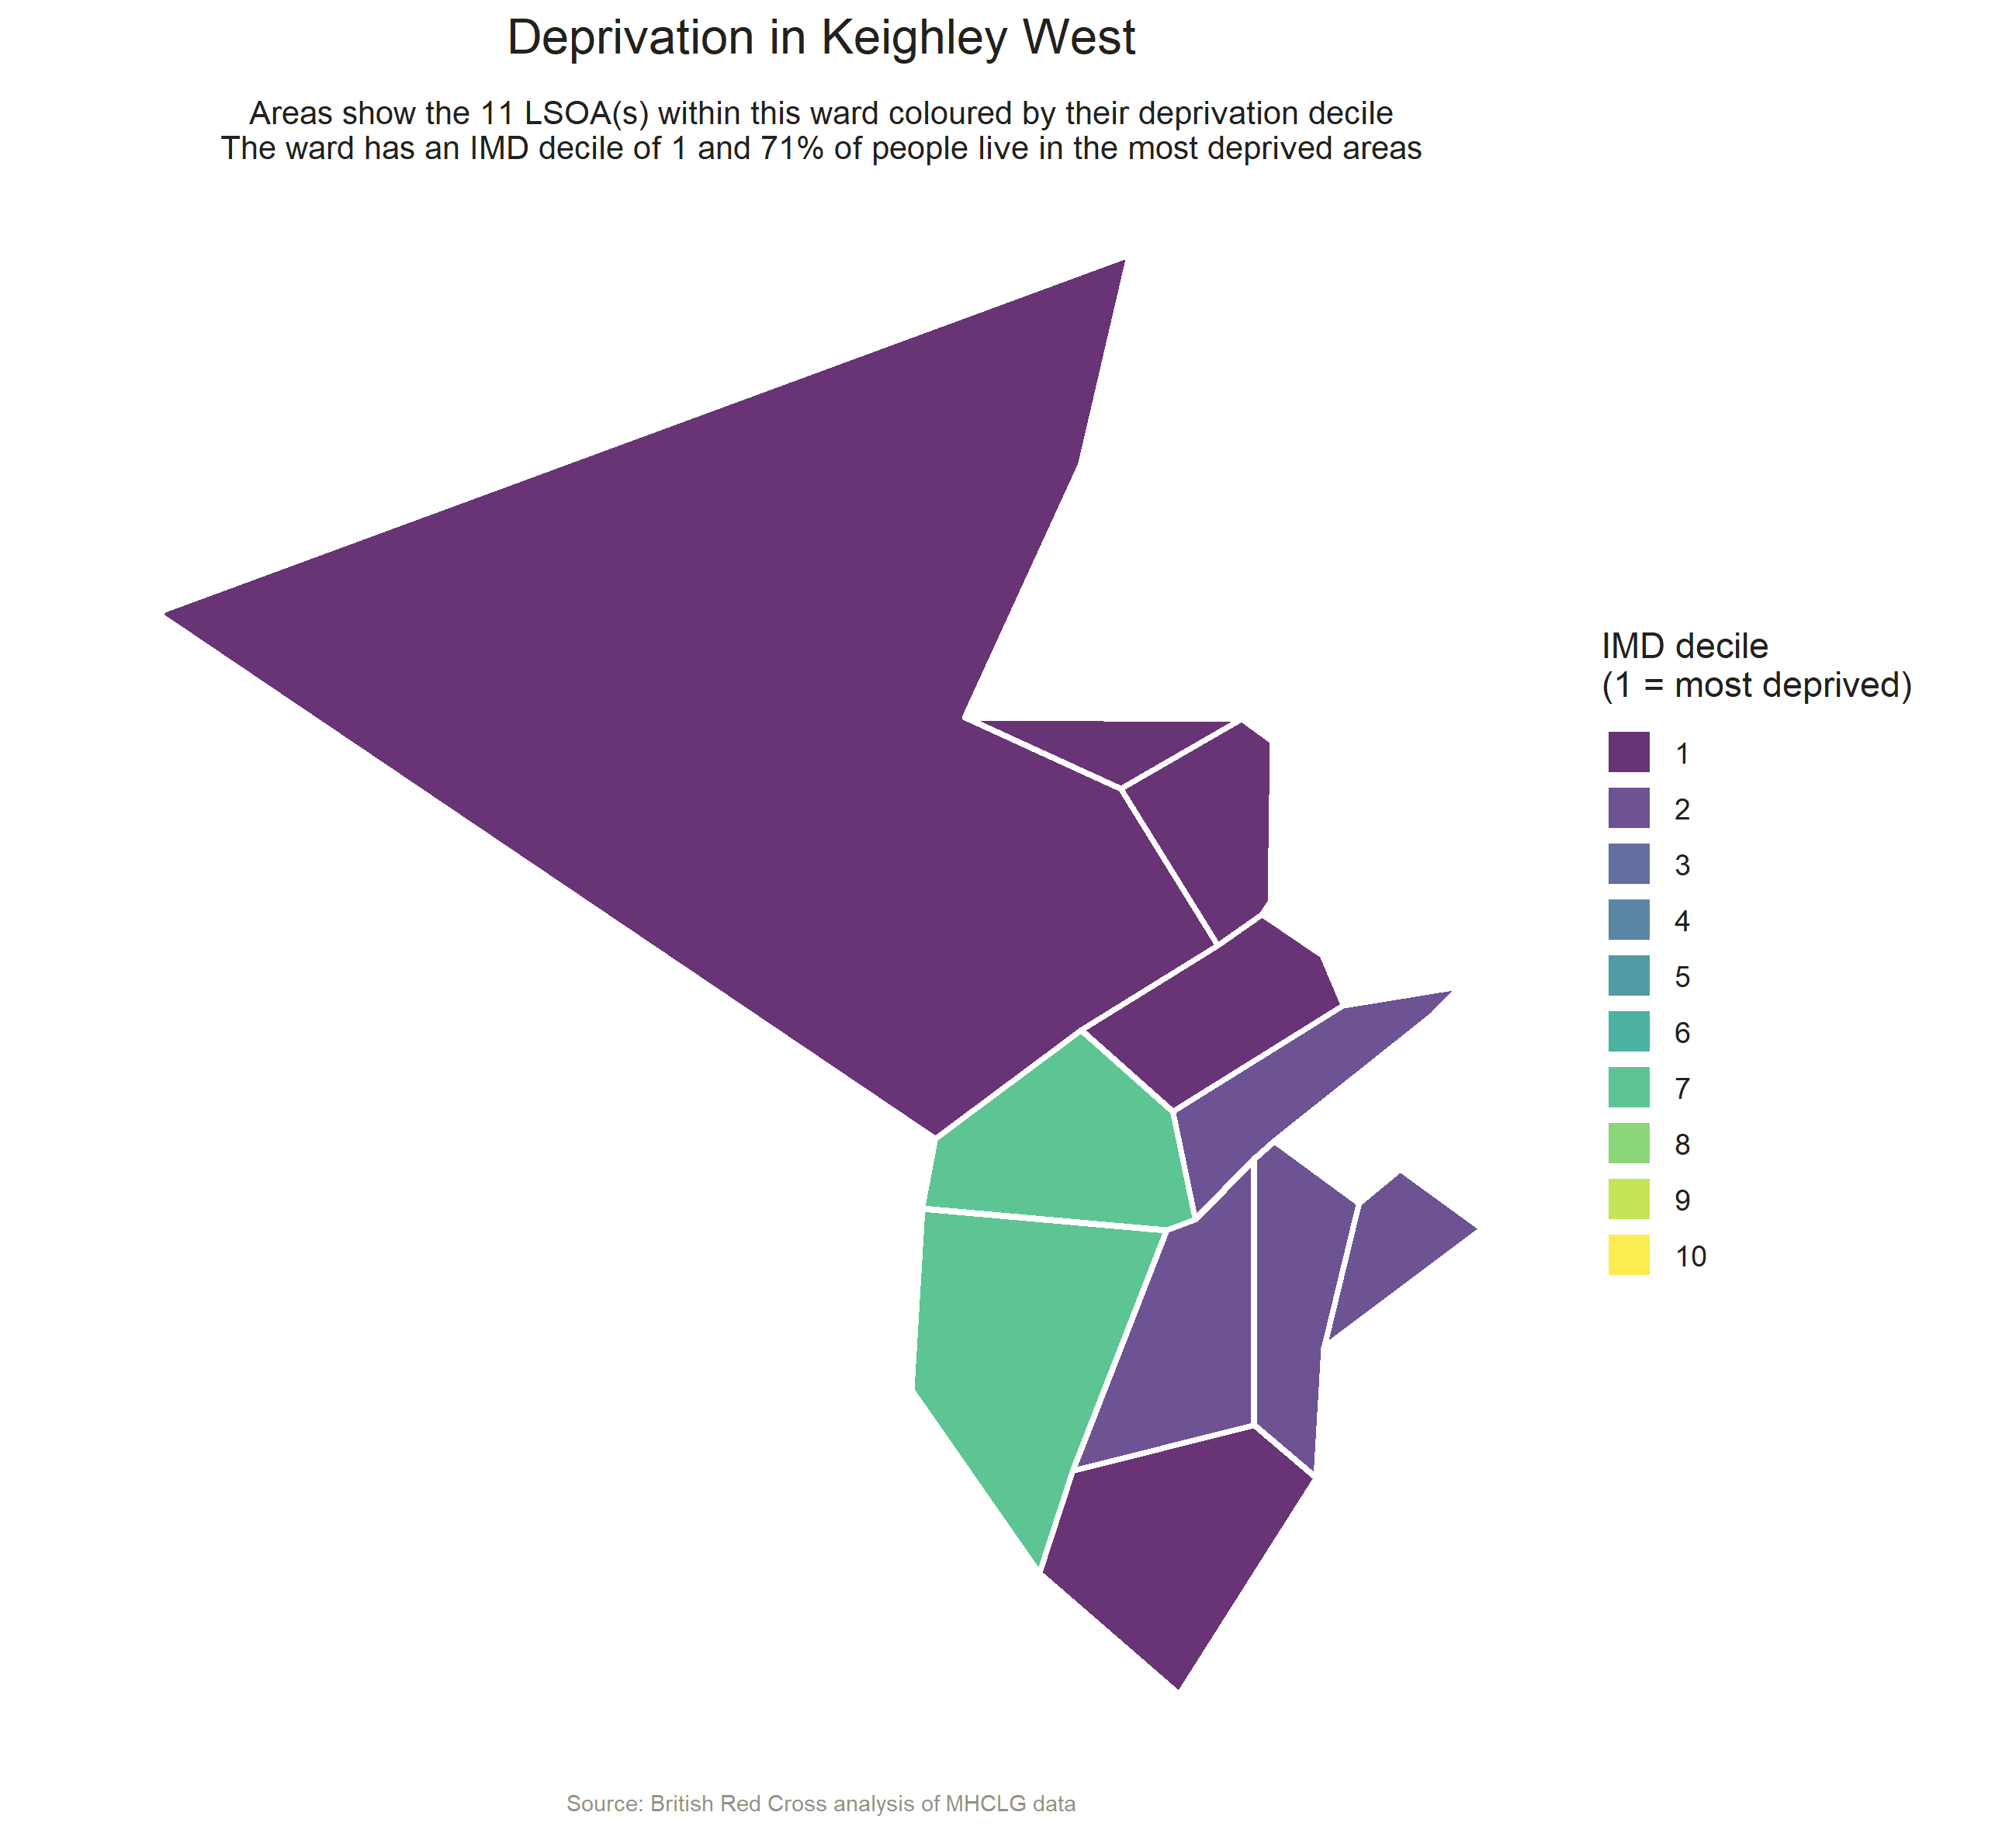 Deprivation in Keighley West
Areas show the 11 LSOA(s) within this ward coloured by their deprivation decile
The ward has an IMD decile of 1 and 71% of people live in the most deprived areas
IMD decile
(1 = most deprived)
1
2
3
4
5
6
7
8
9
10
Source: British Red Cross analysis of MHCLG data